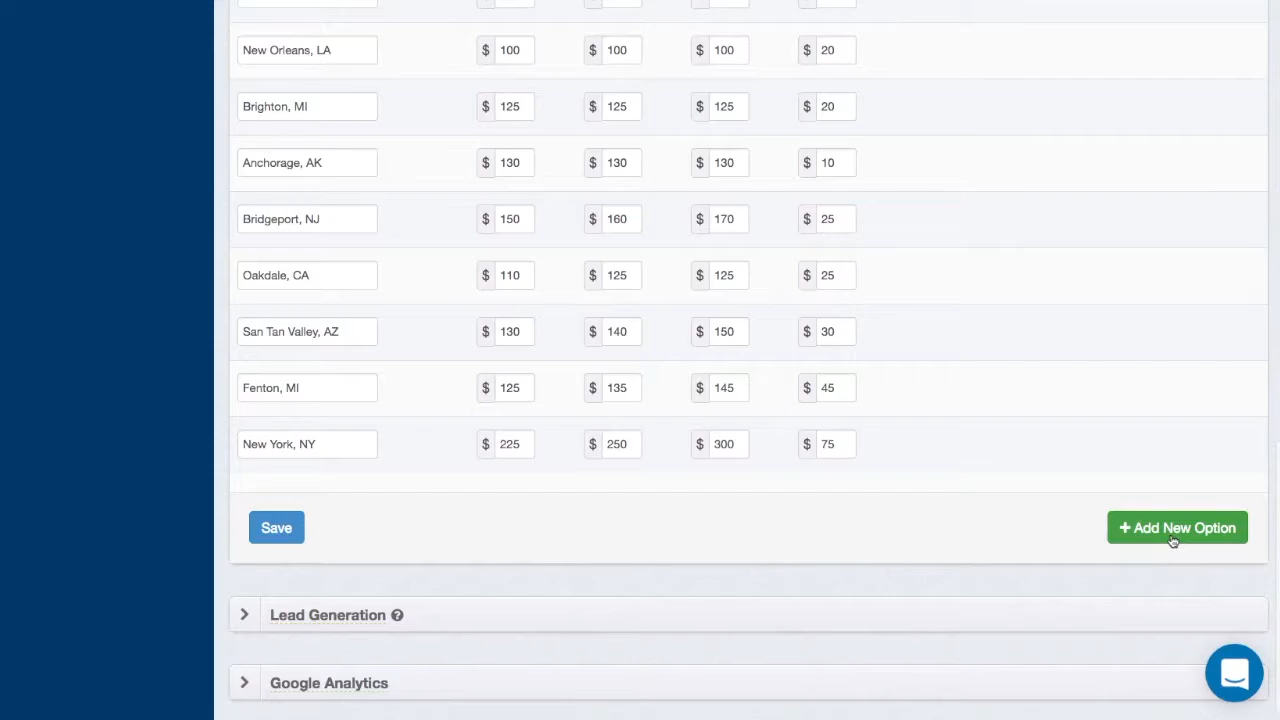 New Orleans, LA $ 100 $ 100 $ 100 $ 20
Brighton, MI $ 125 $ 125 $ 125 $ 20
Anchorage, AK $ 130 $ 130 $ 130 $ 10
Bridgeport, NJ $ 150 $ 160 $ 170 $ 25
Oakdale, CA $ 110 $ 125 $ 125 $ 25
San Tan Valley, AZ $ 130 $ 140 $ 150 $ 30
Fenton, MI $ 125 $ 135 $ 145 $ 45
New York, NY $ 225 $ 250 $ 300 $ 75
Save + Add New Option
Lead Generation ?
Google Analytics